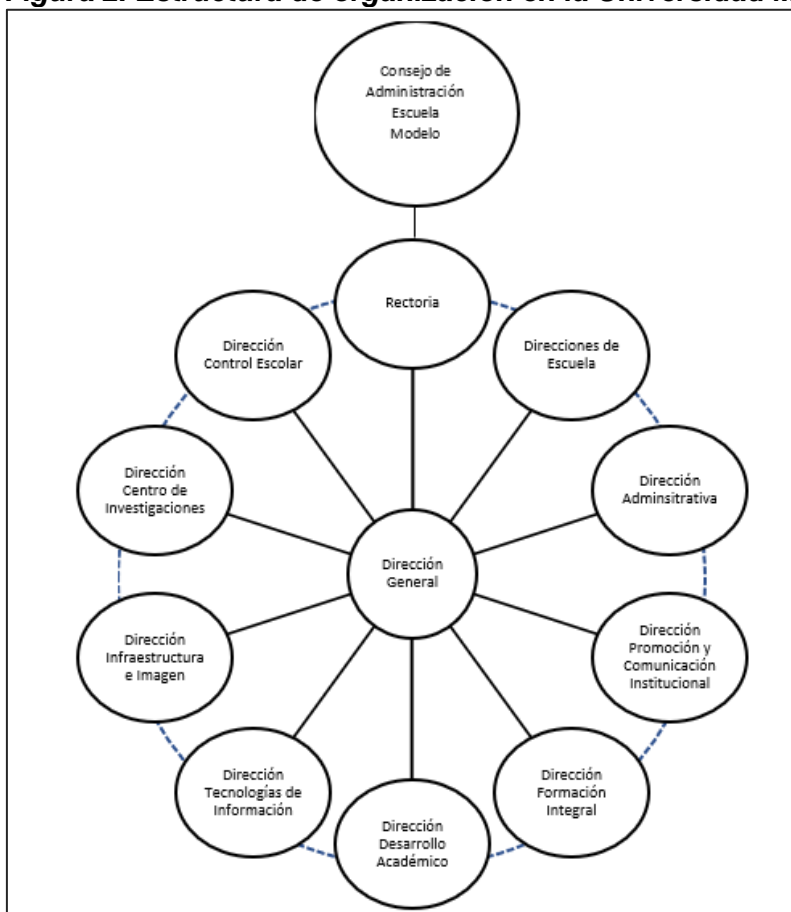 Figura 2. Estructura de organización en la Universidad
Consejo de
Administración
Escuela
Modelo
Rectoria
Dirección
Control Escolar
Direcciones de
Escuela
Dirección
Centro de
Investigaciones
Dirección
Adminsitrativa
Dirección
General
Dirección
Infraestructura
e Imagen
Dirección
Promoción y
Comunicación
Institucional
Dirección
Tecnologías de
Información
Dirección
Formación
Integral
Dirección
Desarrollo
Académico